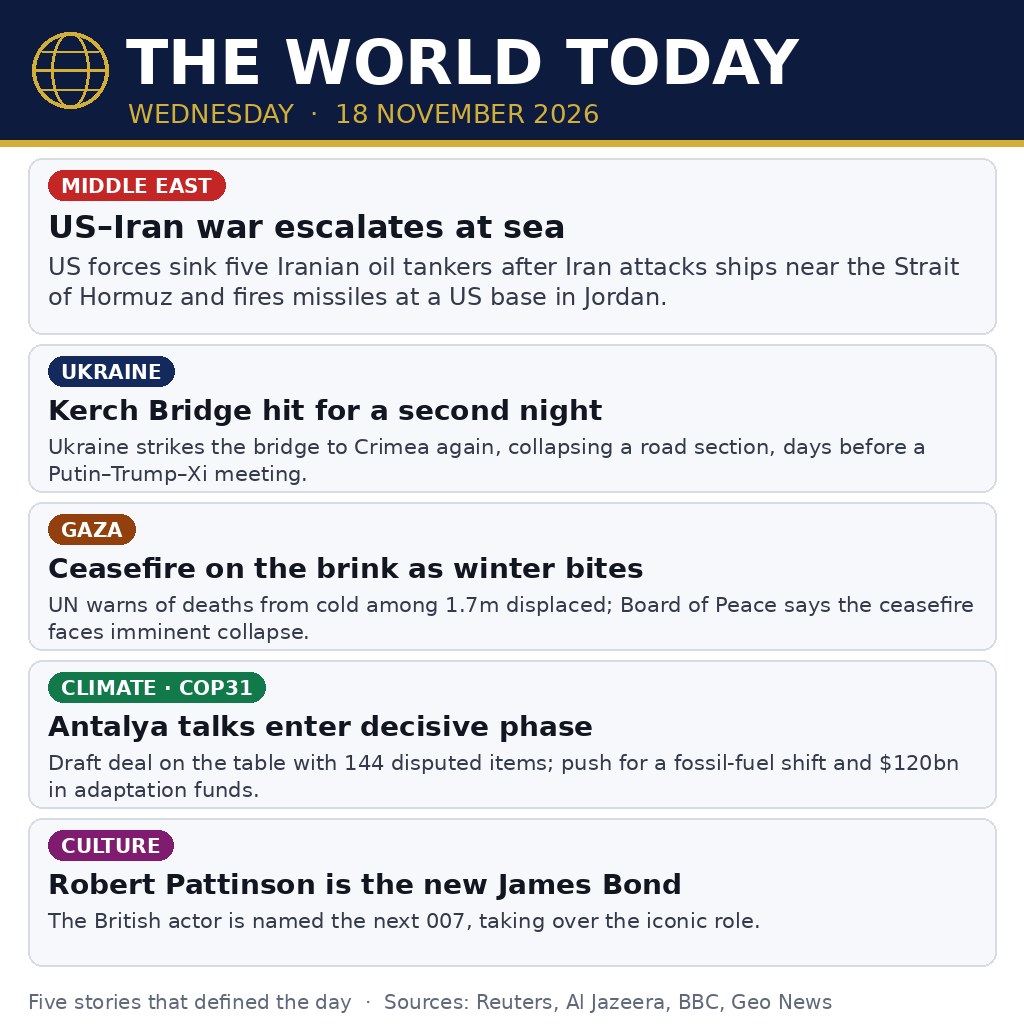 THE WORLD TODAY
WEDNESDAY · 18 NOVEMBER 2026
MIDDLE EAST
US–Iran war escalates at sea
US forces sink five Iranian oil tankers after Iran attacks ships near the Strait
of Hormuz and fires missiles at a US base in Jordan.
UKRAINE
Kerch Bridge hit for a second night
Ukraine strikes the bridge to Crimea again, collapsing a road section, days before a
Putin–Trump–Xi meeting.
GAZA
Ceasefire on the brink as winter bites
UN warns of deaths from cold among 1.7m displaced; Board of Peace says the ceasefire
faces imminent collapse.
CLIMATE · COP31
Antalya talks enter decisive phase
Draft deal on the table with 144 disputed items; push for a fossil-fuel shift and $120bn
in adaptation funds.
CULTURE
Robert Pattinson is the new James Bond
The British actor is named the next 007, taking over the iconic role.
Five stories that defined the day · Sources: Reuters, Al Jazeera, BBC, Geo News